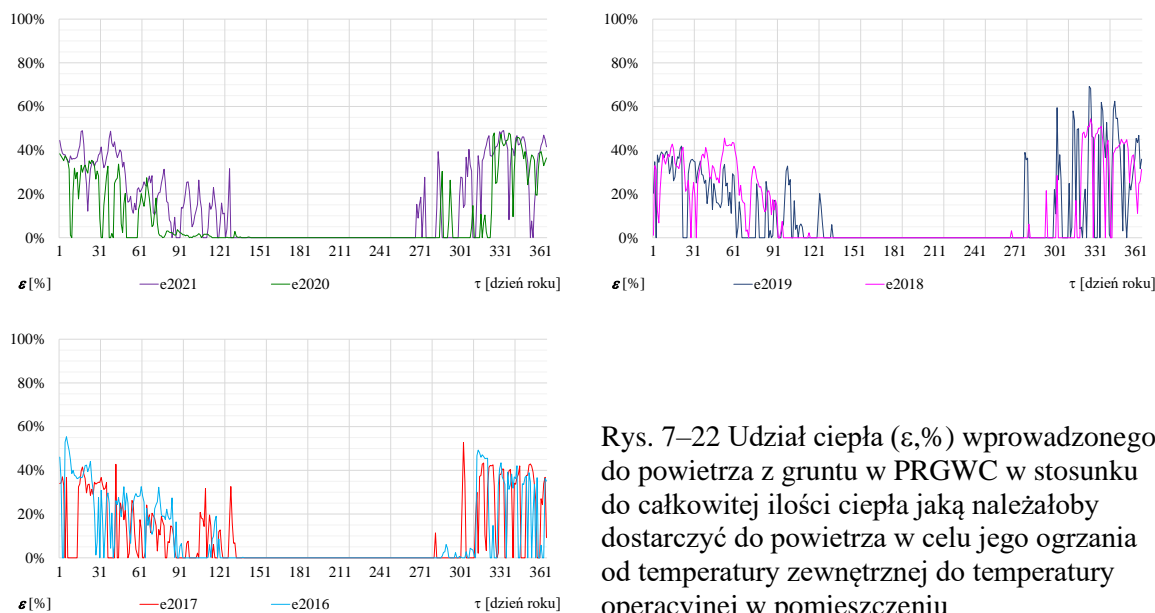 100%
80%
60%
40%
20%
0%
1 31 61 91 121 151 181 211 241 271 301 331 361
ε [%] e2021 e2020 τ [dzień roku]
100%
80%
60%
40%
20%
0%
1 31 61 91 121 151 181 211 241 271 301 331 361
ε [%] e2019 e2018 τ [dzień roku]
100%
80%
60%
40%
20%
0%
1 31 61 91 121 151 181 211 241 271 301 331 361
ε [%] e2017 e2016 τ [dzień roku]
Rys. 7–22 Udział ciepła (ε,%) wprowadzonego
do powietrza z gruntu w PRGWC w stosunku
do całkowitej ilości ciepła jaką należałoby
dostarczyć do powietrza w celu jego ogrzania
od temperatury zewnętrznej do temperatury
operacyjnej w pomieszczeniu